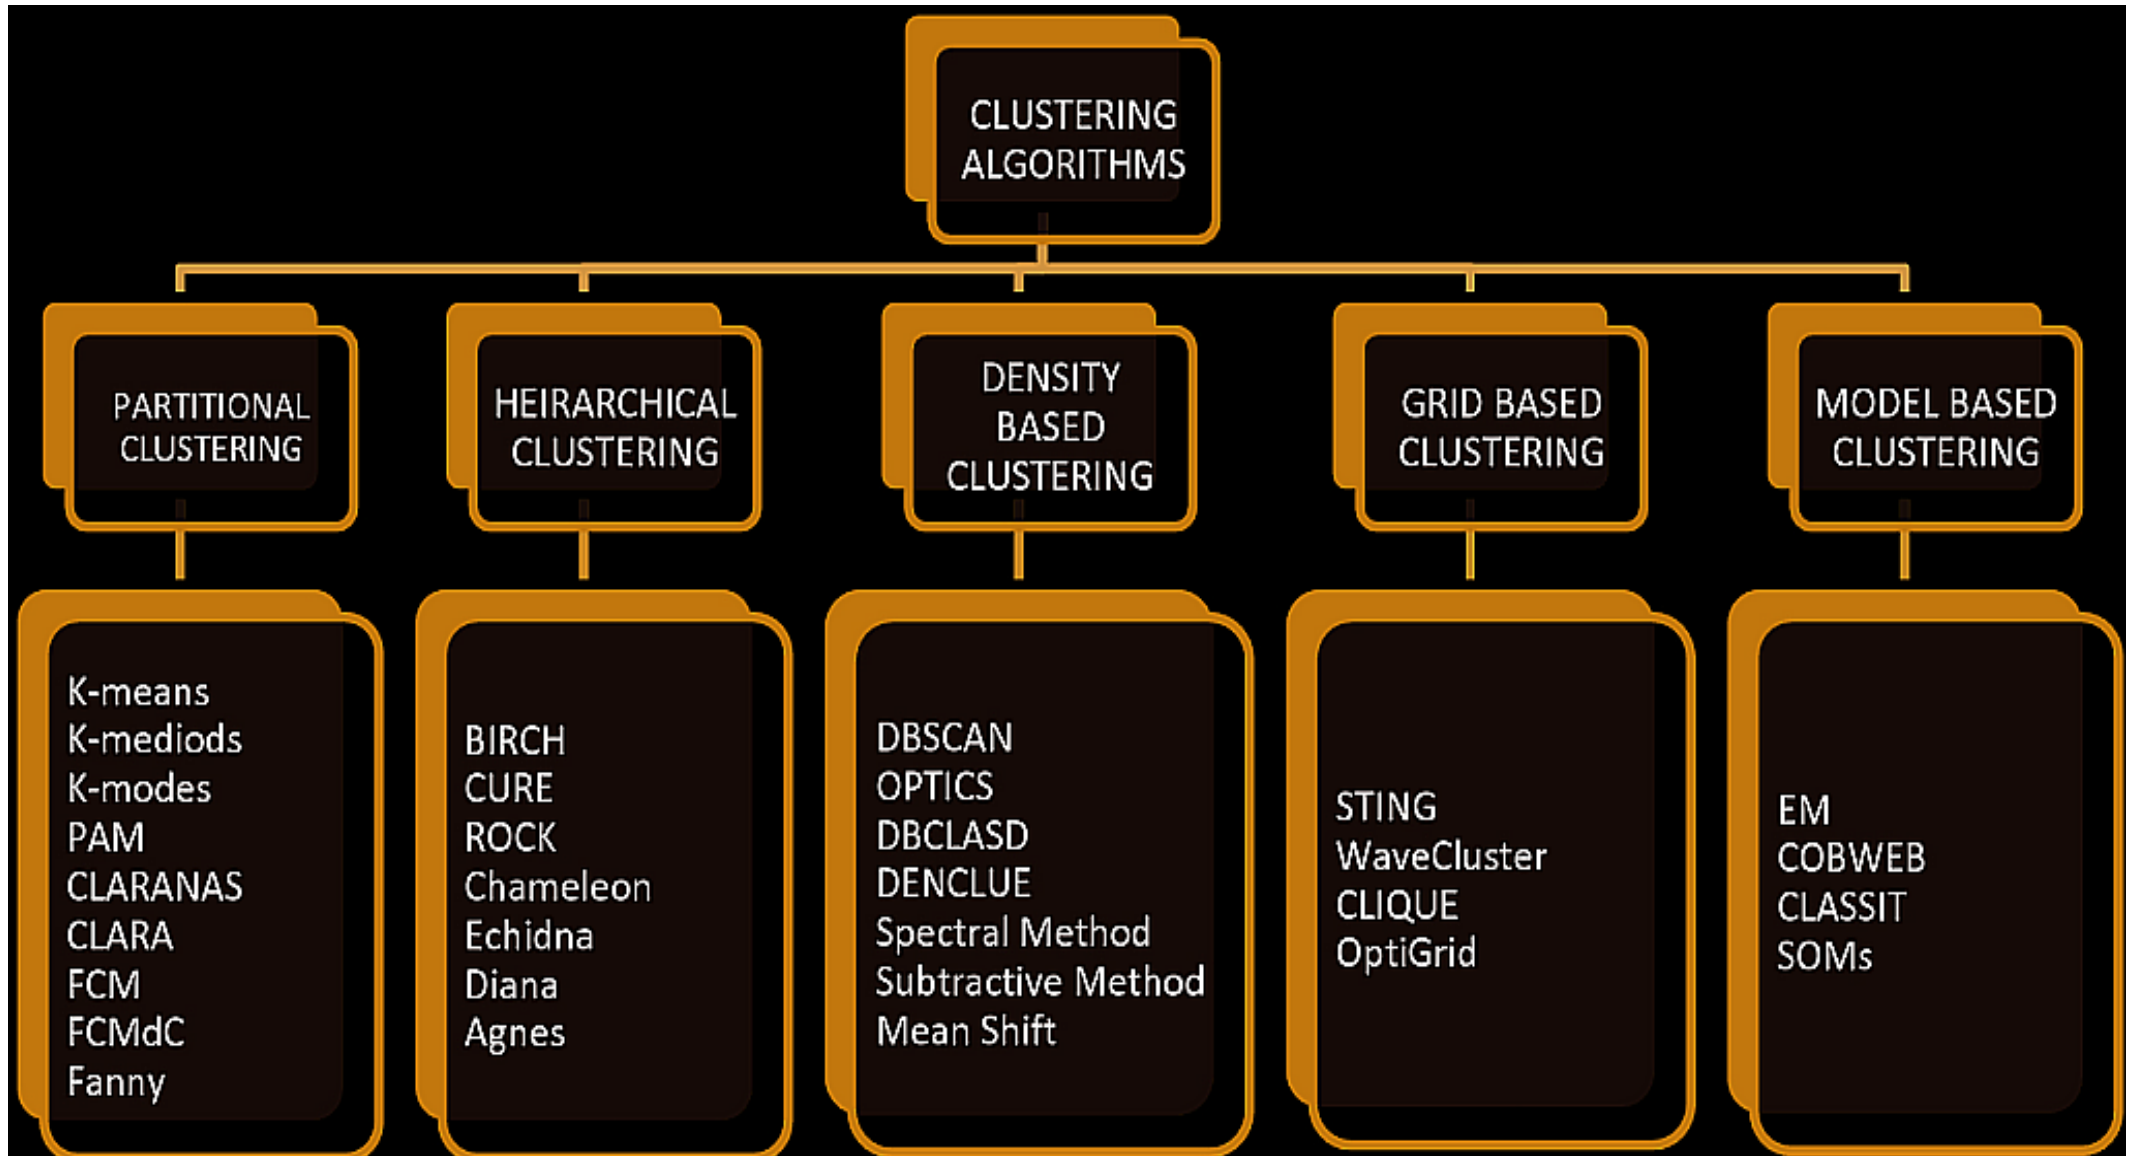 CLUSTERING
ALGORITHMS
PARTITIONAL
CLUSTERING
HEIRARCHICAL
CLUSTERING
DENSITY
BASED
CLUSTERING
GRID BASED
CLUSTERING
MODEL BASED
CLUSTERING
K-means
K-mediods
K-modes
PAM
CLARANAS
CLARA
FCM
FCMdC
Fanny
BIRCH
CURE
ROCK
Chameleon
Echidna
Diana
Agnes
DBSCAN
OPTICS
DBCLASD
DENCLUE
Spectral Method
Subtractive Method
Mean Shift
STING
WaveCluster
CLIQUE
OptiGrid
EM
COBWEB
CLASSIT
SOMs